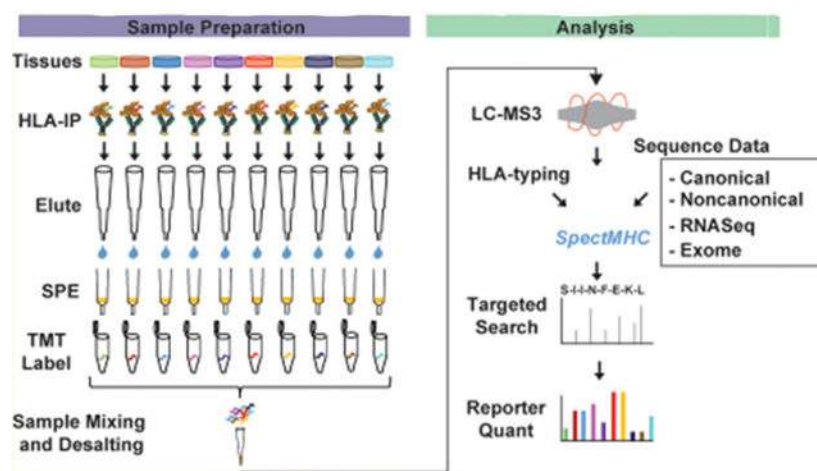 Sample Preparation
Tissues
HLA-IP
Elute
SPE
TMT
Label
Sample Mixing
and Desalting
Analysis
LC-MS3
Sequence Data
HLA-typing
- Canonical
- Noncanonical
- RNASeq
- Exome
SpectMHC
S-I-I-N-F-E-K-L
Targeted
Search
Reporter
Quant